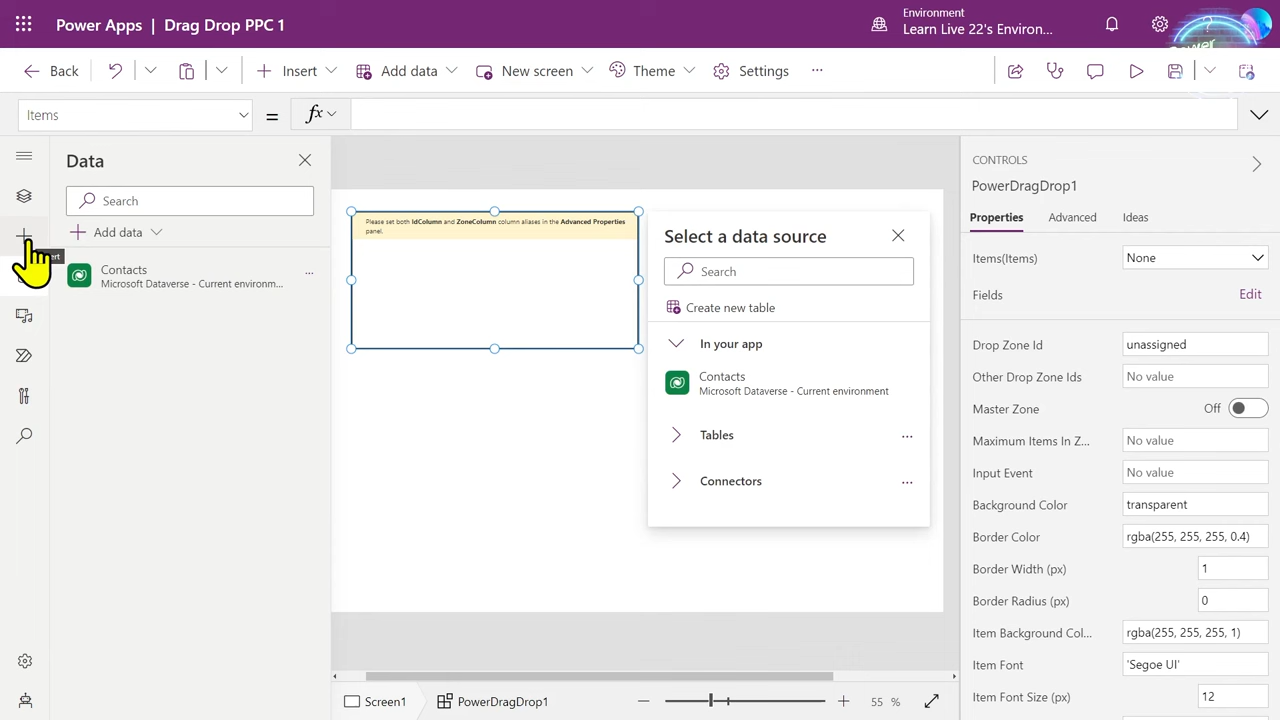 Power Apps | Drag Drop PPC 1
Environment
Learn Live 22's Environ...
Back
Insert
Add data
New screen
Theme
Settings
...
Items
=
fx
Data
Search
Add data
Contacts
Microsoft Dataverse - Current environm...
...
Please set both IdColumn and ZoneColumn column aliases in the Advanced Properties
panel.
Select a data source
Search
Create new table
In your app
Contacts
Microsoft Dataverse - Current environment
Tables
...
Connectors
...
CONTROLS
PowerDragDrop1
Properties
Advanced
Ideas
Items(Items)
None
Fields
Edit
Drop Zone Id
unassigned
Other Drop Zone Ids
No value
Master Zone
Off
Maximum Items In Z...
No value
Input Event
No value
Background Color
transparent
Border Color
rgba(255, 255, 255, 0.4)
Border Width (px)
1
Border Radius (px)
0
Item Background Col...
rgba(255, 255, 255, 1)
Item Font
'Segoe UI'
Item Font Size (px)
12
Screen1
PowerDragDrop1
55 %